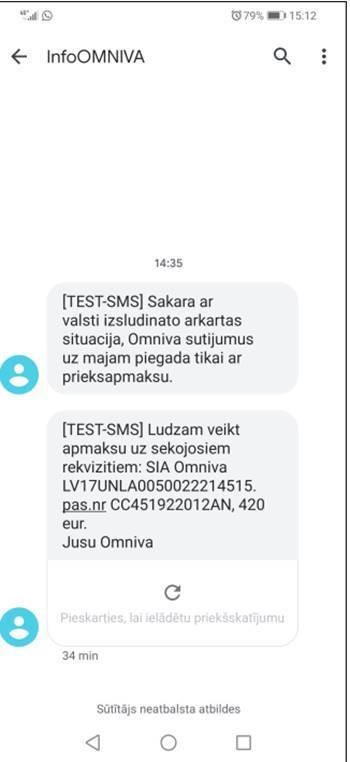 79% 15:12
InfoOMNIVA
14:35
[TEST-SMS] Sakara ar
valsti izsludinato arkartas
situacija, Omniva sutijumus
uz majam piegada tikai ar
prieksapmaksu.
[TEST-SMS] Ludzam veikt
apmaksu uz sekojosiem
rekvizitiem: SIA Omniva
LV17UNLA0050022214515.
pas.nr CC451922012AN, 420
eur.
Jusu Omniva
Pieskarties, lai ielādētu priekšskatījumu
34 min
Sūtītājs neatbalsta atbildes